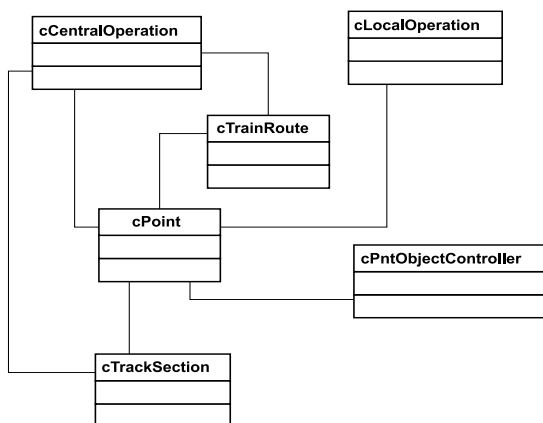 cCentralOperation
cLocalOperation
cTrainRoute
cPoint
cPntObjectController
cTrackSection